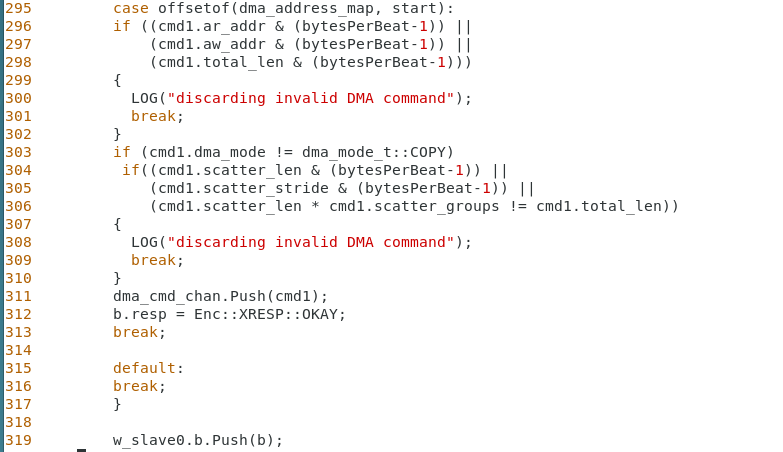 295         case offsetof(dma_address_map, start):
296         if ((cmd1.ar_addr & (bytesPerBeat-1)) ||
297             (cmd1.aw_addr & (bytesPerBeat-1)) ||
298             (cmd1.total_len & (bytesPerBeat-1)))
299         {
300           LOG("discarding invalid DMA command");
301           break;
302         }
303         if (cmd1.dma_mode != dma_mode_t::COPY)
304          if((cmd1.scatter_len & (bytesPerBeat-1)) ||
305             (cmd1.scatter_stride & (bytesPerBeat-1)) ||
306             (cmd1.scatter_len * cmd1.scatter_groups != cmd1.total_len))
307         {
308           LOG("discarding invalid DMA command");
309           break;
310         }
311         dma_cmd_chan.Push(cmd1);
312         b.resp = Enc::XRESP::OKAY;
313         break;
314
315         default:
316         break;
317         }
318
319         w_slave0.b.Push(b);